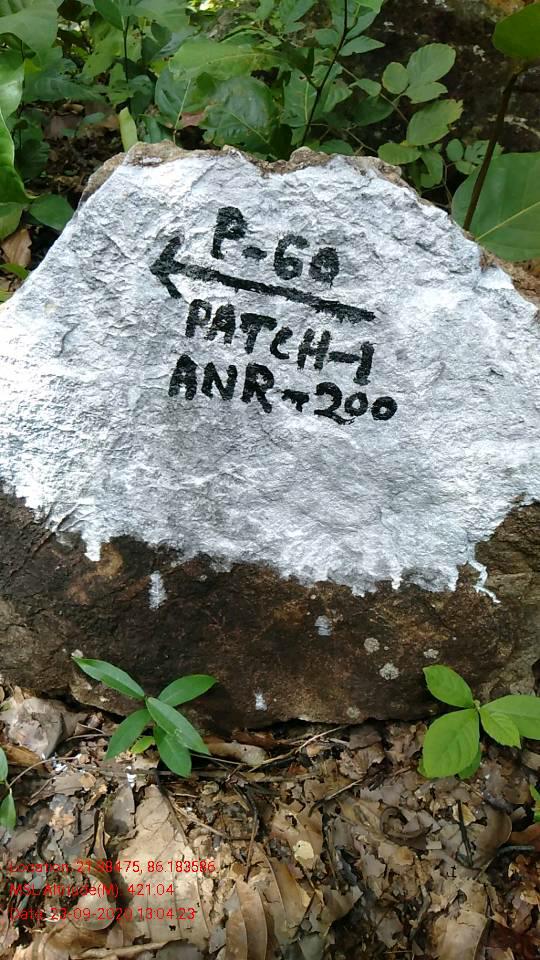 P-60
PATCH-1
ANR-200
Location: 21.38475, 86.183586
MSL Altitude(M): 421.04
Date: 23-09-2020 13:04:23